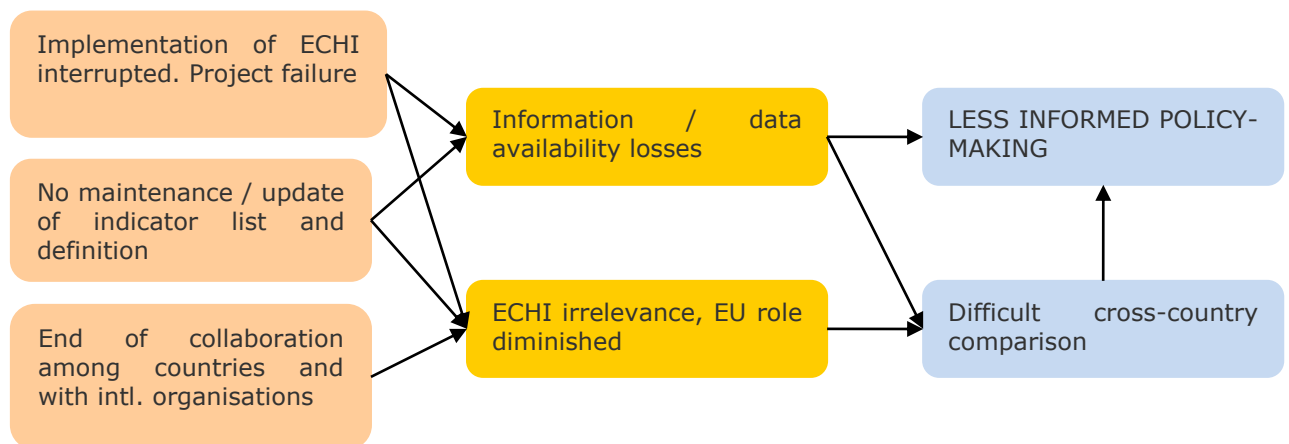 Implementation of ECHI
interrupted. Project failure
No maintenance / update
of indicator list and
definition
End of collaboration
among countries and
with intl. organisations
Information / data
availability losses
ECHI irrelevance, EU role
diminished
LESS INFORMED POLICY-
MAKING
Difficult cross-country
comparison